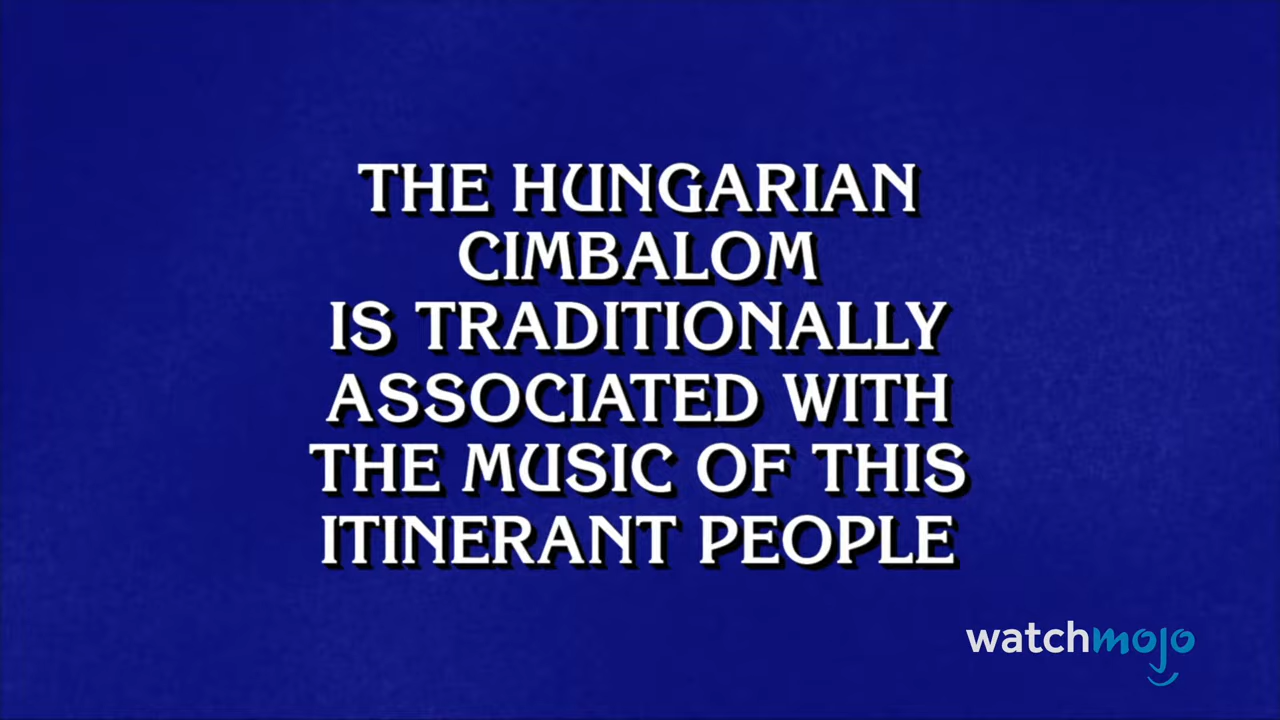 THE HUNGARIAN
CIMBALOM
IS TRADITIONALLY
ASSOCIATED WITH
THE MUSIC OF THIS
ITINERANT PEOPLE
watchmojo